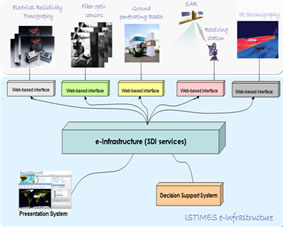 Electrical Resistivity
Tomography
Fiber optic
sensors
Ground
penetrating Radar
SAR
Receiving
station
IR thermography
Web-based interface
Web-based interface
Web-based interface
Web-based interface
Web-based interface
e-Infrastructure (SDI services)
Presentation System
Decision Support System
ISTIMES e-Infrastructure